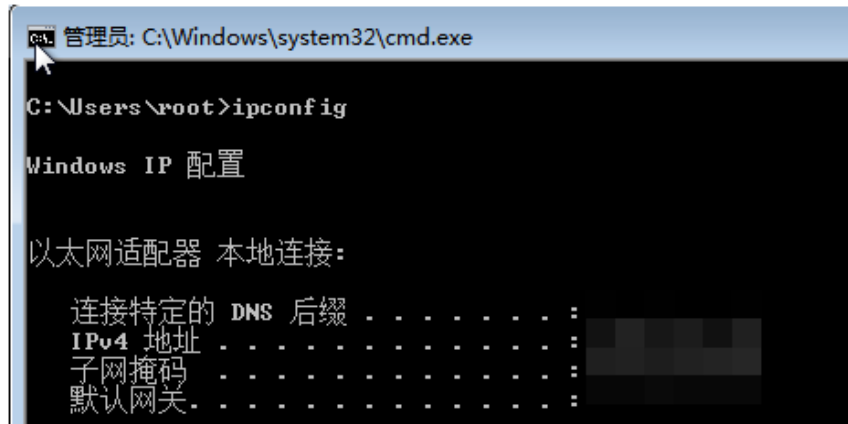 管理员: C:\Windows\system32\cmd.exe
C:\Users\root>ipconfig
Windows IP 配置
以太网适配器 本地连接:
连接特定的 DNS 后缀 . . . . . . . :
IPv4 地址 . . . . . . . . . . . . :
子网掩码 . . . . . . . . . . . . :
默认网关. . . . . . . . . . . . . :